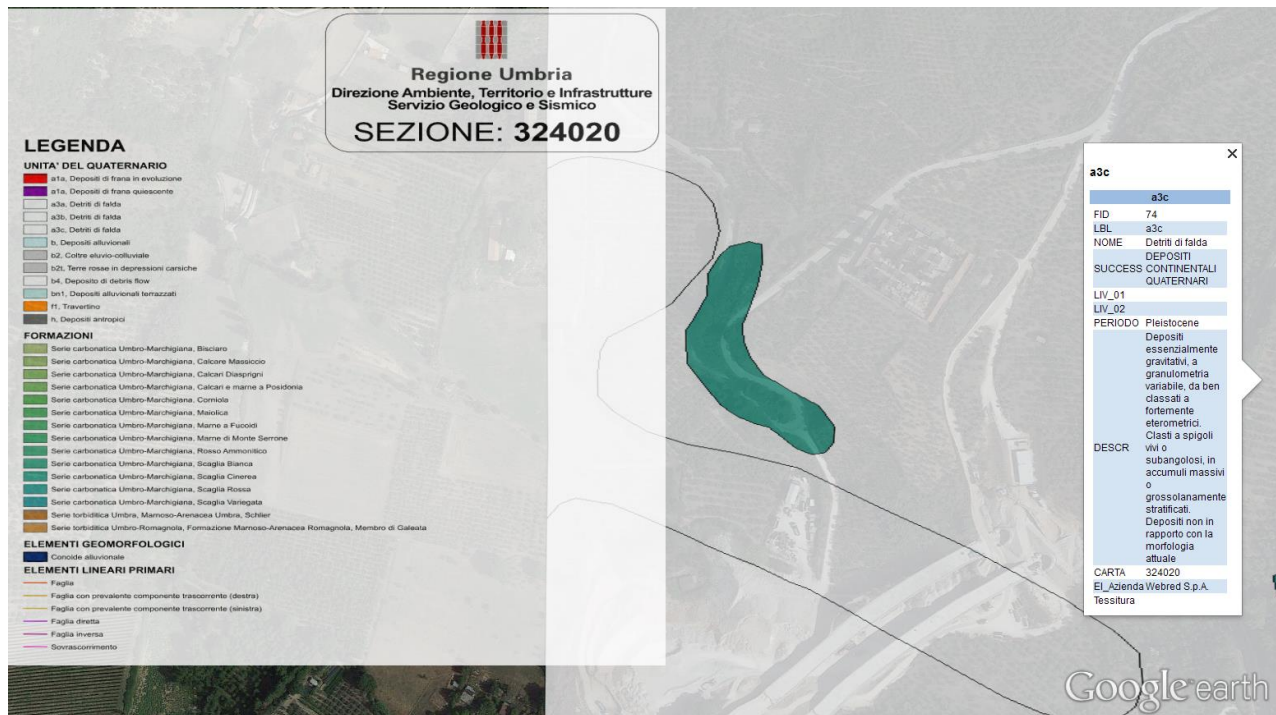 Regione Umbria
Direzione Ambiente, Territorio e Infrastrutture
Servizio Geologico e Sismico
SEZIONE: 324020
LEGENDA
UNITA' DEL QUATERNARIO
a1a, Depositi di frana in evoluzione
a1a, Depositi di frana quiescente
a3a, Detriti di falda
a3b, Detriti di falda
a3c, Detriti di falda
b, Depositi alluvionali
b2, Coltre eluvio-colluviale
b2t, Terre rosse in depressioni carsiche
b4, Deposito di debris flow
bn1, Depositi alluvionali terrazzati
f1, Travertino
h, Depositi antropici
FORMAZIONI
Serie carbonatica Umbro-Marchigiana, Bisciaro
Serie carbonatica Umbro-Marchigiana, Calcare Massiccio
Serie carbonatica Umbro-Marchigiana, Calcari Diasprigni
Serie carbonatica Umbro-Marchigiana, Calcari e marne a Posidonia
Serie carbonatica Umbro-Marchigiana, Corniola
Serie carbonatica Umbro-Marchigiana, Maiolica
Serie carbonatica Umbro-Marchigiana, Marne a Fucoidi
Serie carbonatica Umbro-Marchigiana, Marne di Monte Serrone
Serie carbonatica Umbro-Marchigiana, Rosso Ammonitico
Serie carbonatica Umbro-Marchigiana, Scaglia Bianca
Serie carbonatica Umbro-Marchigiana, Scaglia Cinerea
Serie carbonatica Umbro-Marchigiana, Scaglia Rossa
Serie carbonatica Umbro-Marchigiana, Scaglia Variegata
Serie torbiditica Umbra, Marnoso-Arenacea Umbra, Schlier
Serie torbiditica Umbro-Romagnola, Formazione Marnoso-Arenacea Romagnola, Membro di Galeata
ELEMENTI GEOMORFOLOGICI
Conoide alluvionale
ELEMENTI LINEARI PRIMARI
Faglia
Faglia con prevalente componente trascorrente (destra)
Faglia con prevalente componente trascorrente (sinistra)
Faglia diretta
Faglia inversa
Sovrascorrimento
a3c
a3c
FID 74
LBL a3c
NOME Detriti di falda
DEPOSITI
SUCCESS CONTINENTALI
QUATERNARI
LIV_01
LIV_02
PERIODO Pleistocene
Depositi
essenzialmente
gravitativi, a
granulometria
variabile, da ben
classati a
fortemente
eterometrici.
Clasti a spigoli
DESCR vivi o
subangolosi, in
accumuli massivi
o
grossolanamente
stratificati.
Depositi non in
rapporto con la
morfologia
attuale
CARTA 324020
El_Azienda Webred S.p.A.
Tessitura
Google earth